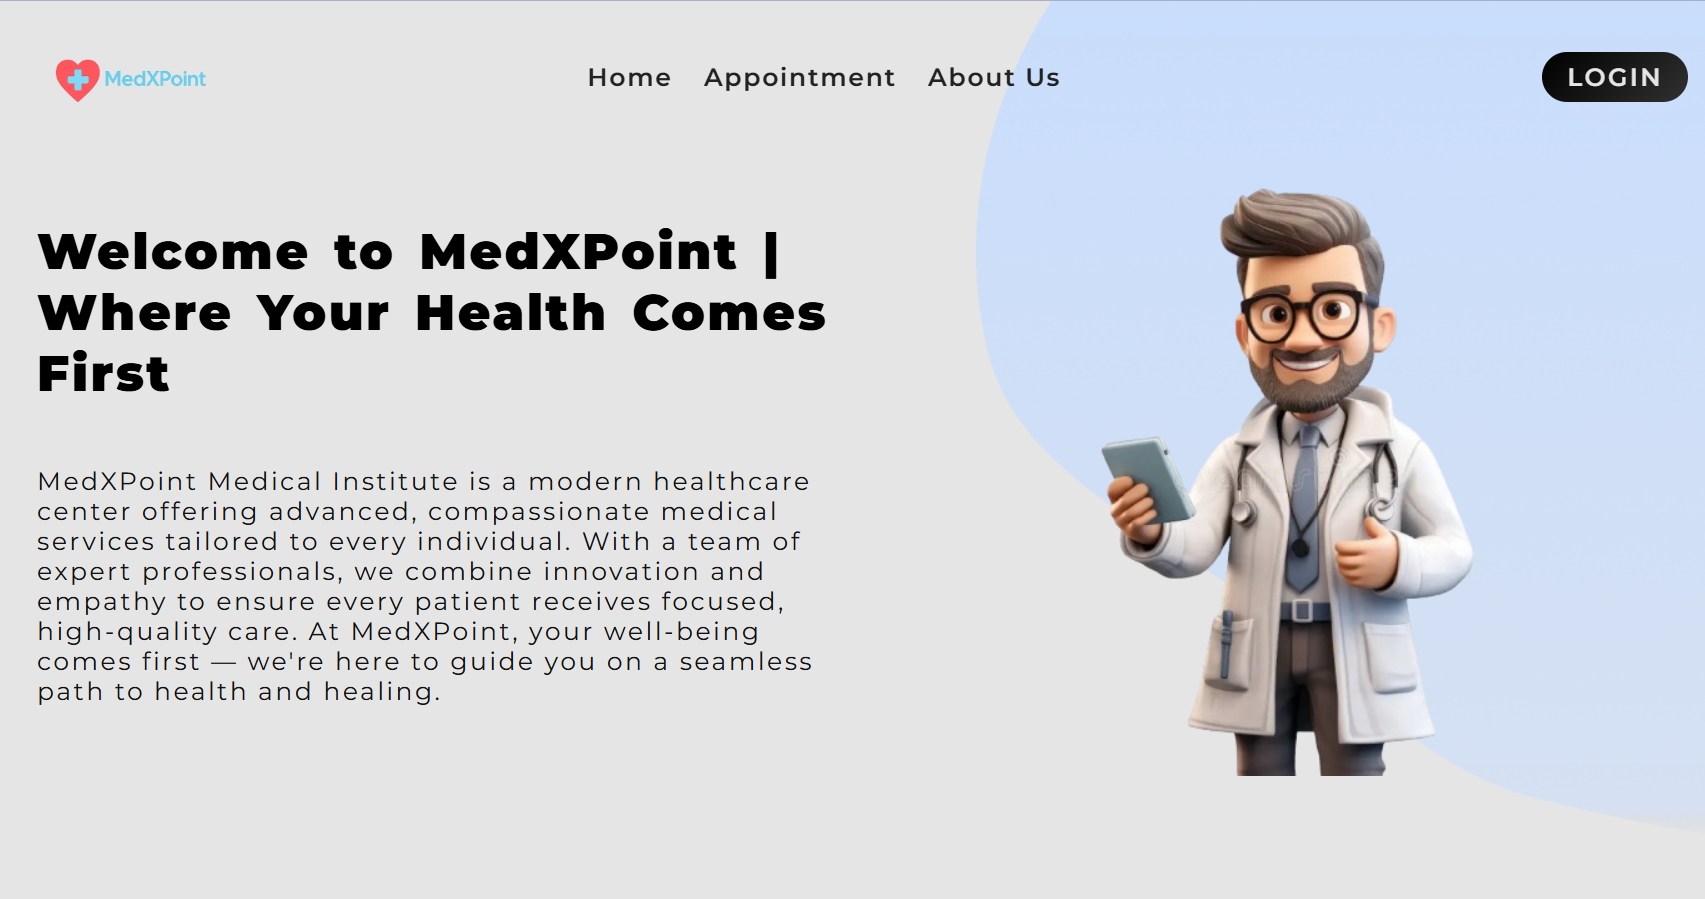 MedXPoint
Home Appointment About Us
LOGIN
Welcome to MedXPoint |
Where Your Health Comes
First
MedXPoint Medical Institute is a modern healthcare
center offering advanced, compassionate medical
services tailored to every individual. With a team of
expert professionals, we combine innovation and
empathy to ensure every patient receives focused,
high-quality care. At MedXPoint, your well-being
comes first — we're here to guide you on a seamless
path to health and healing.